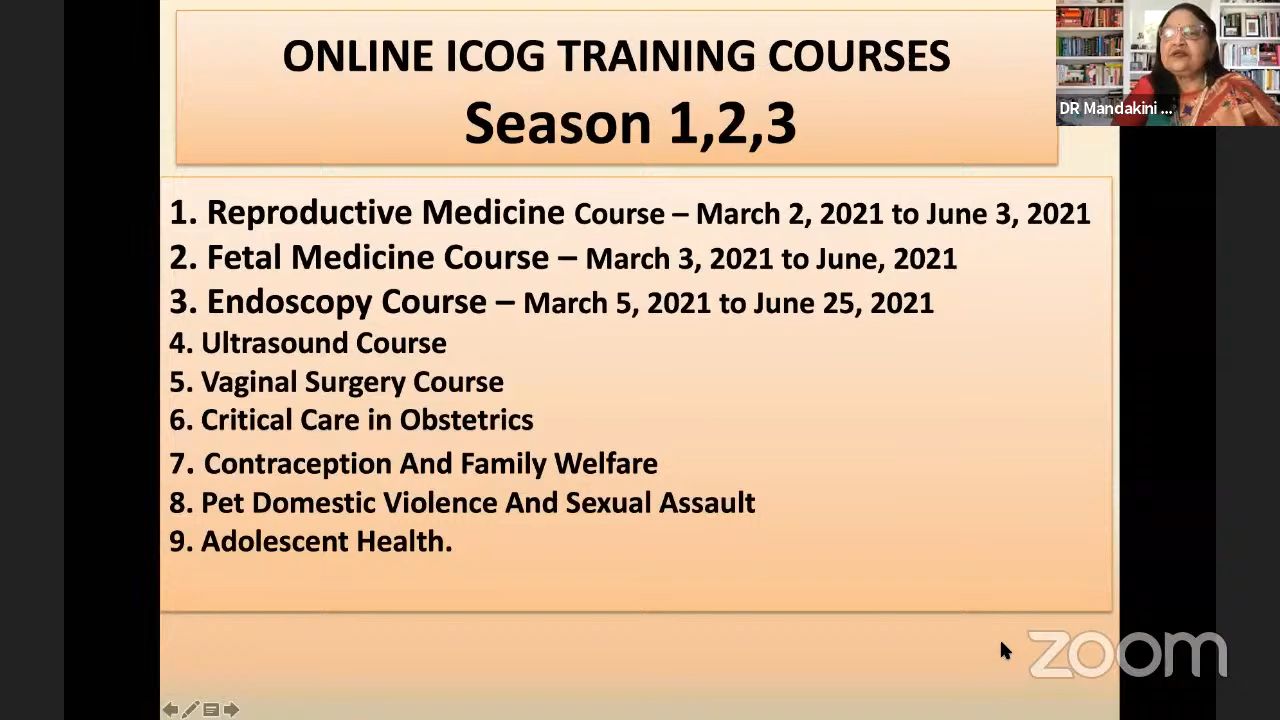 ONLINE ICOG TRAINING COURSES
Season 1,2,3
DR Mandakini ...
1. Reproductive Medicine Course – March 2, 2021 to June 3, 2021
2. Fetal Medicine Course – March 3, 2021 to June, 2021
3. Endoscopy Course – March 5, 2021 to June 25, 2021
4. Ultrasound Course
5. Vaginal Surgery Course
6. Critical Care in Obstetrics
7. Contraception And Family Welfare
8. Pet Domestic Violence And Sexual Assault
9. Adolescent Health.
zoom